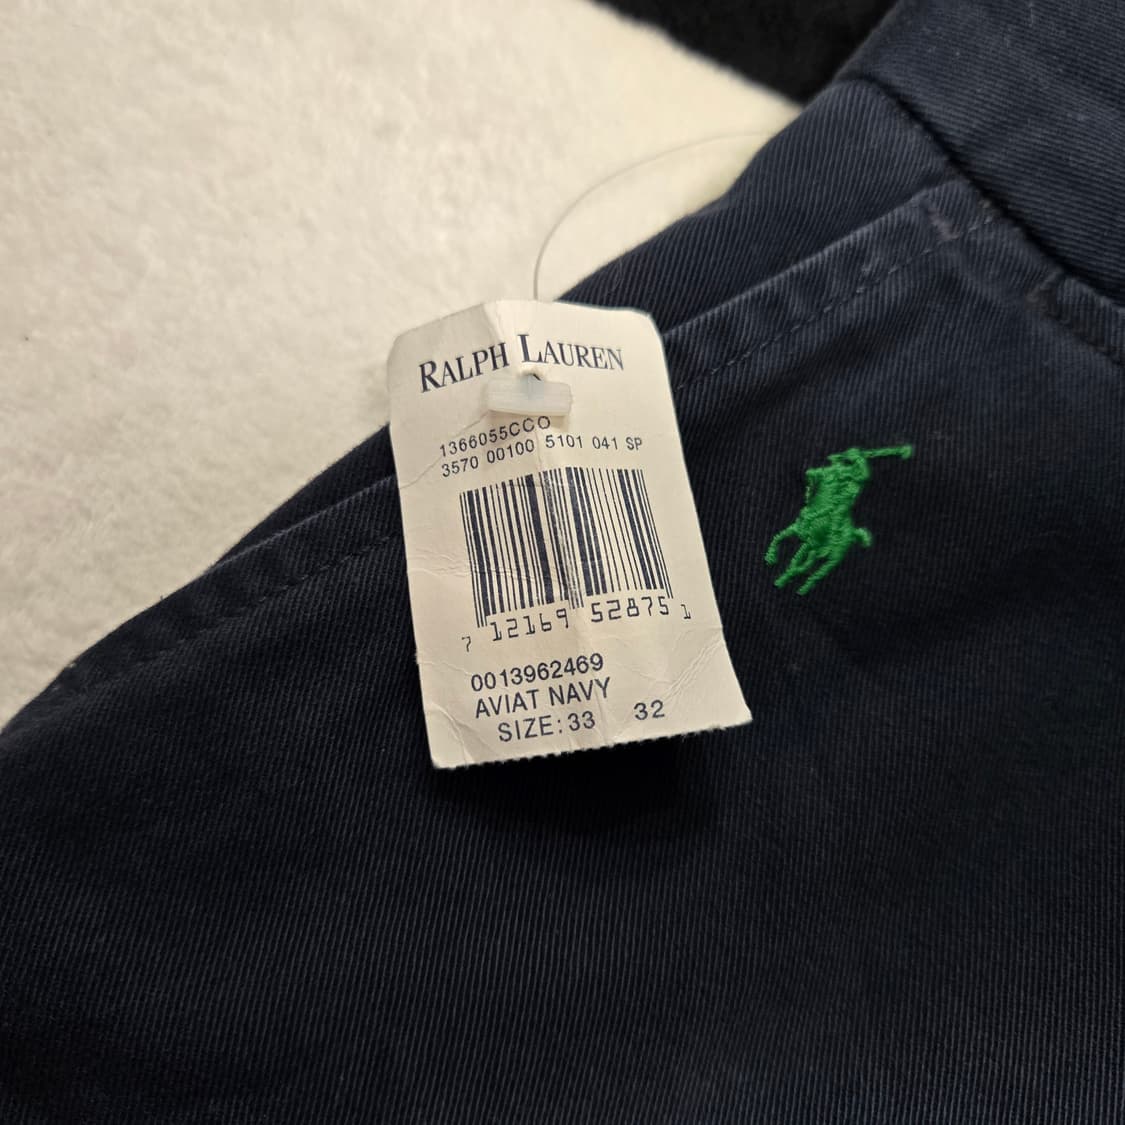 RALPH LAUREN
1366055CCO
3570 00100 5101 041 SP
7 12169 52875 1
0013962469
AVIAT NAVY
SIZE:33 32